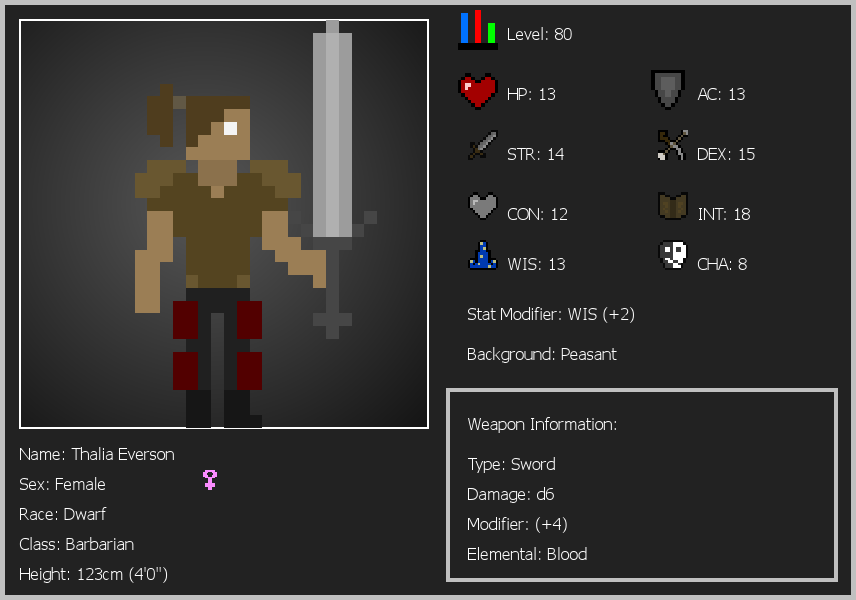 Level: 80
HP: 13
AC: 13
STR: 14
DEX: 15
CON: 12
INT: 18
WIS: 13
CHA: 8
Stat Modifier: WIS (+2)
Background: Peasant
Weapon Information:
Type: Sword
Damage: d6
Modifier: (+4)
Elemental: Blood
Name: Thalia Everson
Sex: Female
Race: Dwarf
Class: Barbarian
Height: 123cm (4'0")